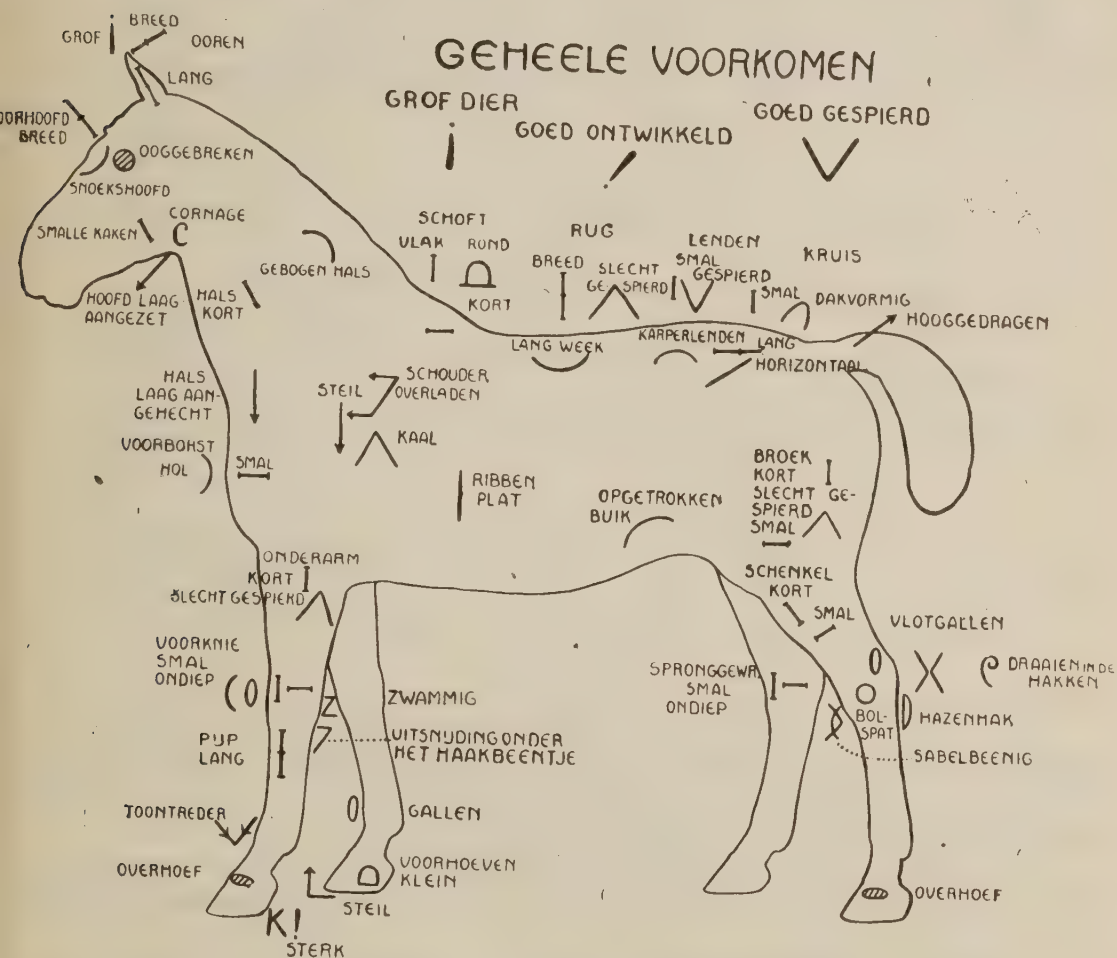 GEHEELE VOORKOMEN
GROF DIER
GOED ONTWIKKELD
GOED GESPIERD
GROF
BREED
OOREN
LANG
OORHOOFD
BREED
OOGGEBREKEN
SNOEKSHOOFD
SMALLE KAKEN
CORNAGE
C
HOOFD LAAG
AANGEZET
HALS
KORT
GEBOGEN HALS
SCHOFT
VLAK
ROND
KORT
RUG
BREED
SLECHT
GESPIERD
LANG WEEK
LENDEN
SMAL
GESPIERD
KARPERLENDEN
KRUIS
SMAL
DAKVORMIG
LANG
HORIZONTAAL
HOOGGEDRAGEN
HALS
LAAG AAN-
GEHECHT
STEIL
SCHOUDER
OVERLADEN
KAAL
VOORBORST
HOL
SMAL
RIBBEN
PLAT
OPGETROKKEN
BUIK
BROEK
KORT
SLECHT GE-
SPIERD
SMAL
ONDERARM
KORT
SLECHT GESPIERD
SCHENKEL
KORT
SMAL
VLOTGALLEN
VOORKNIE
SMAL
ONDIEP
Z
ZWAMMIG
SPRONGGEWR.
SMAL
ONDIEP
DRAAIEN IN DE
HAKKEN
BOL-
SPAT
HAZENHAK
SABELBEENIG
PIJP
LANG
UITSNIJDING ONDER
HET HAAKBEENTJE
TOONTREDER
GALLEN
OVERHOEF
VOORHOEVEN
KLEIN
STEIL
OVERHOEF
K!
STERK